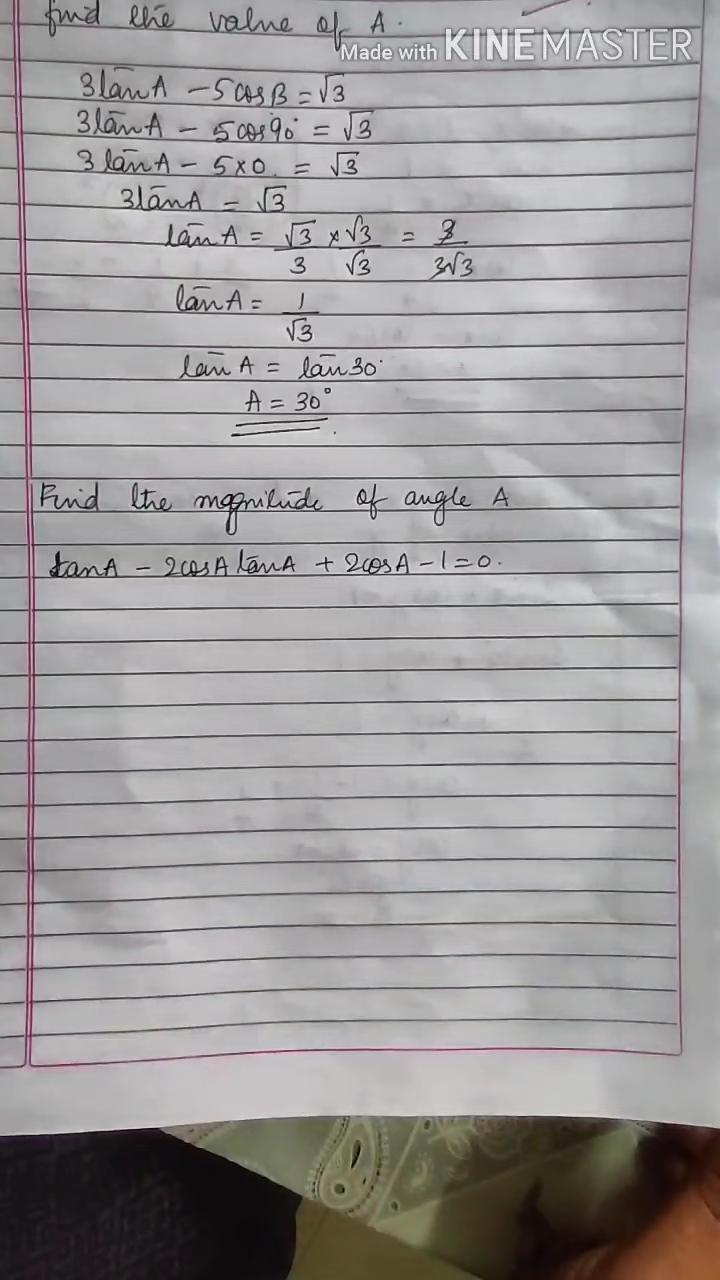 find the value of A.
Made with KINEMASTER
3tanA - 5cosB = √3
3tanA - 5cos90° = √3
3tanA - 5×0 = √3
3tanA = √3
tanA = √3/3 × √3/√3 = 3/3√3
tanA = 1/√3
tanA = tan30°
A = 30°
Find the magnitude of angle A
tanA - 2cosA tanA + 2cosA - 1 = 0.